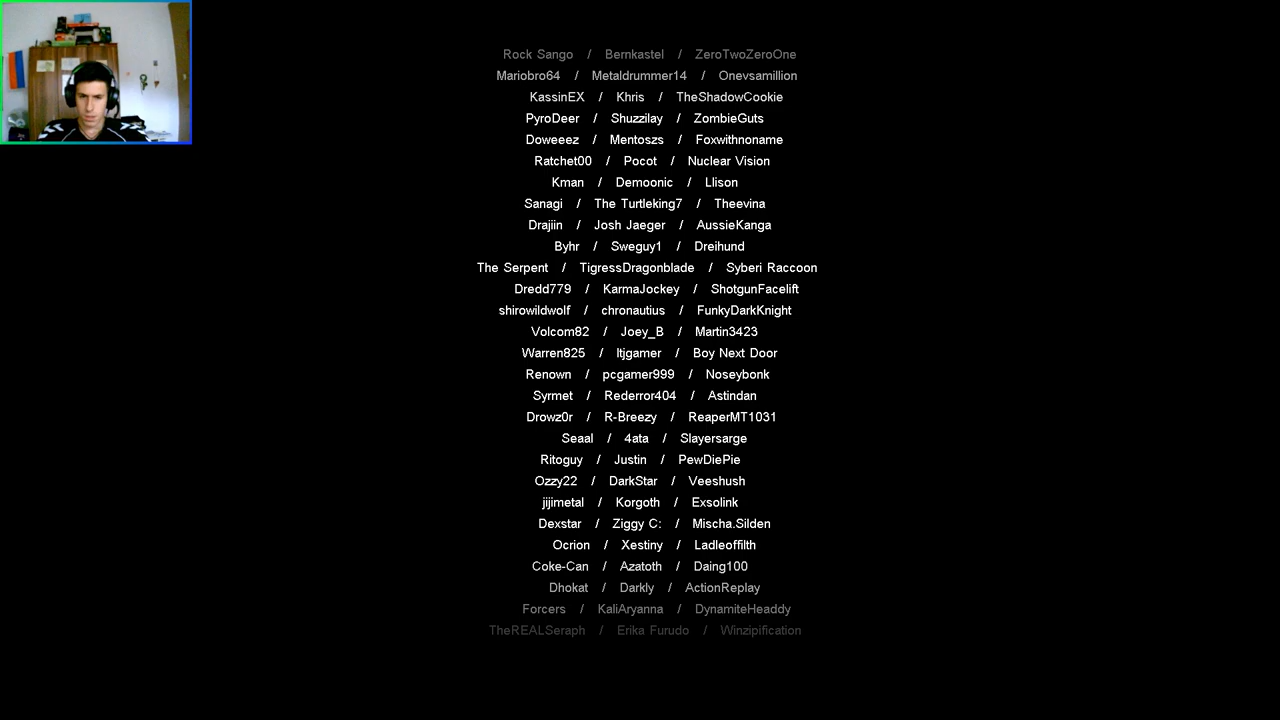 Rock Sango / Bernkastel / ZeroTwoZeroOne
Mariobro64 / Metaldrummer14 / Onevsamillion
KassinEX / Khris / TheShadowCookie
PyroDeer / Shuzzilay / ZombieGuts
Doweeez / Mentoszs / Foxwithnoname
Ratchet00 / Pocot / Nuclear Vision
Kman / Demoonic / Llison
Sanagi / The Turtleking7 / Theevina
Drajiin / Josh Jaeger / AussieKanga
Byhr / Sweguy1 / Dreihund
The Serpent / TigressDragonblade / Syberi Raccoon
Dredd779 / KarmaJockey / ShotgunFacelift
shirowildwolf / chronautius / FunkyDarkKnight
Volcom82 / Joey_B / Martin3423
Warren825 / ltjgamer / Boy Next Door
Renown / pcgamer999 / Noseybonk
Syrmet / Rederror404 / Astindan
Drowz0r / R-Breezy / ReaperMT1031
Seaal / 4ata / Slayersarge
Ritoguy / Justin / PewDiePie
Ozzy22 / DarkStar / Veeshush
jijimetal / Korgoth / Exsolink
Dexstar / Ziggy C: / Mischa.Silden
Ocrion / Xestiny / Ladleoffilth
Coke-Can / Azatoth / Daing100
Dhokat / Darkly / ActionReplay
Forcers / KaliAryanna / DynamiteHeaddy
TheREALSeraph / Erika Furudo / Winzipification